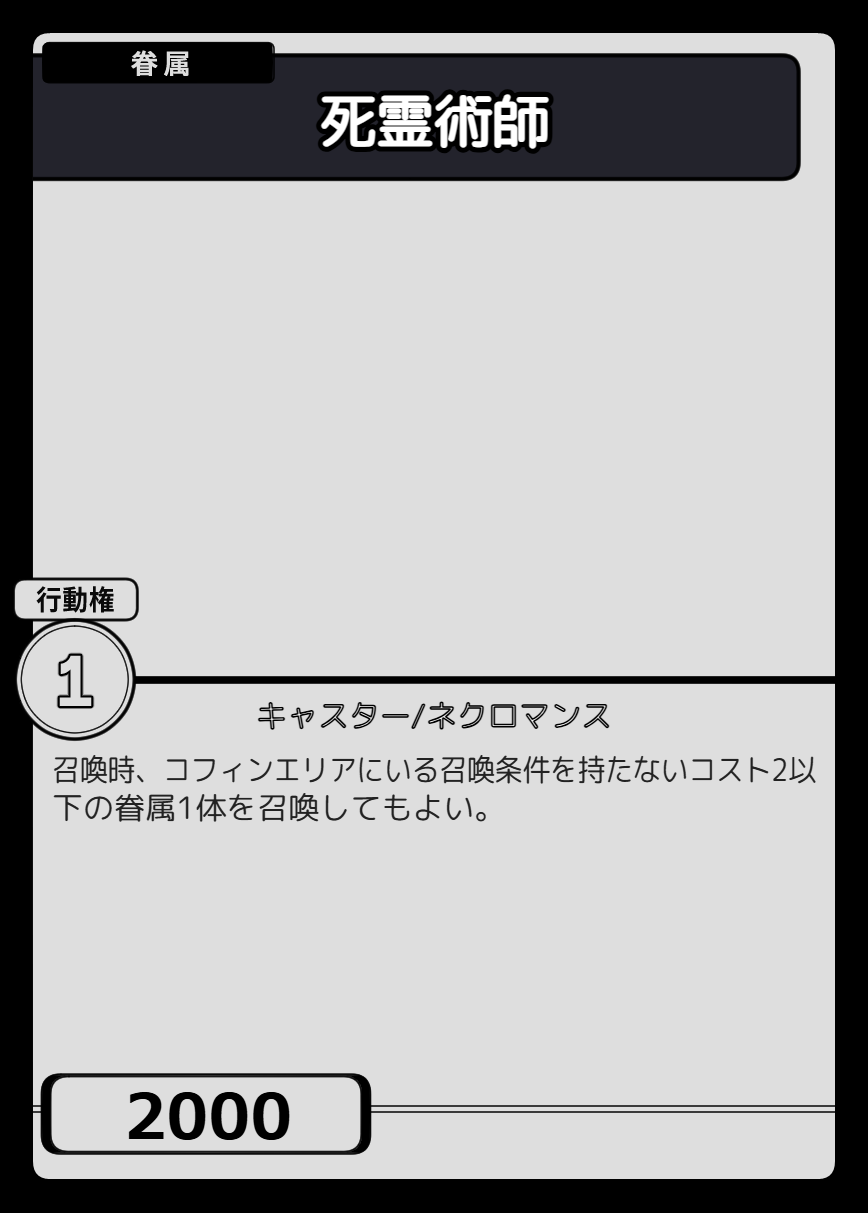 眷属
死霊術師
行動権
1
キャスター/ネクロマンス
召喚時、コフィンエリアにいる召喚条件を持たないコスト2以
下の眷属1体を召喚してもよい。
2000